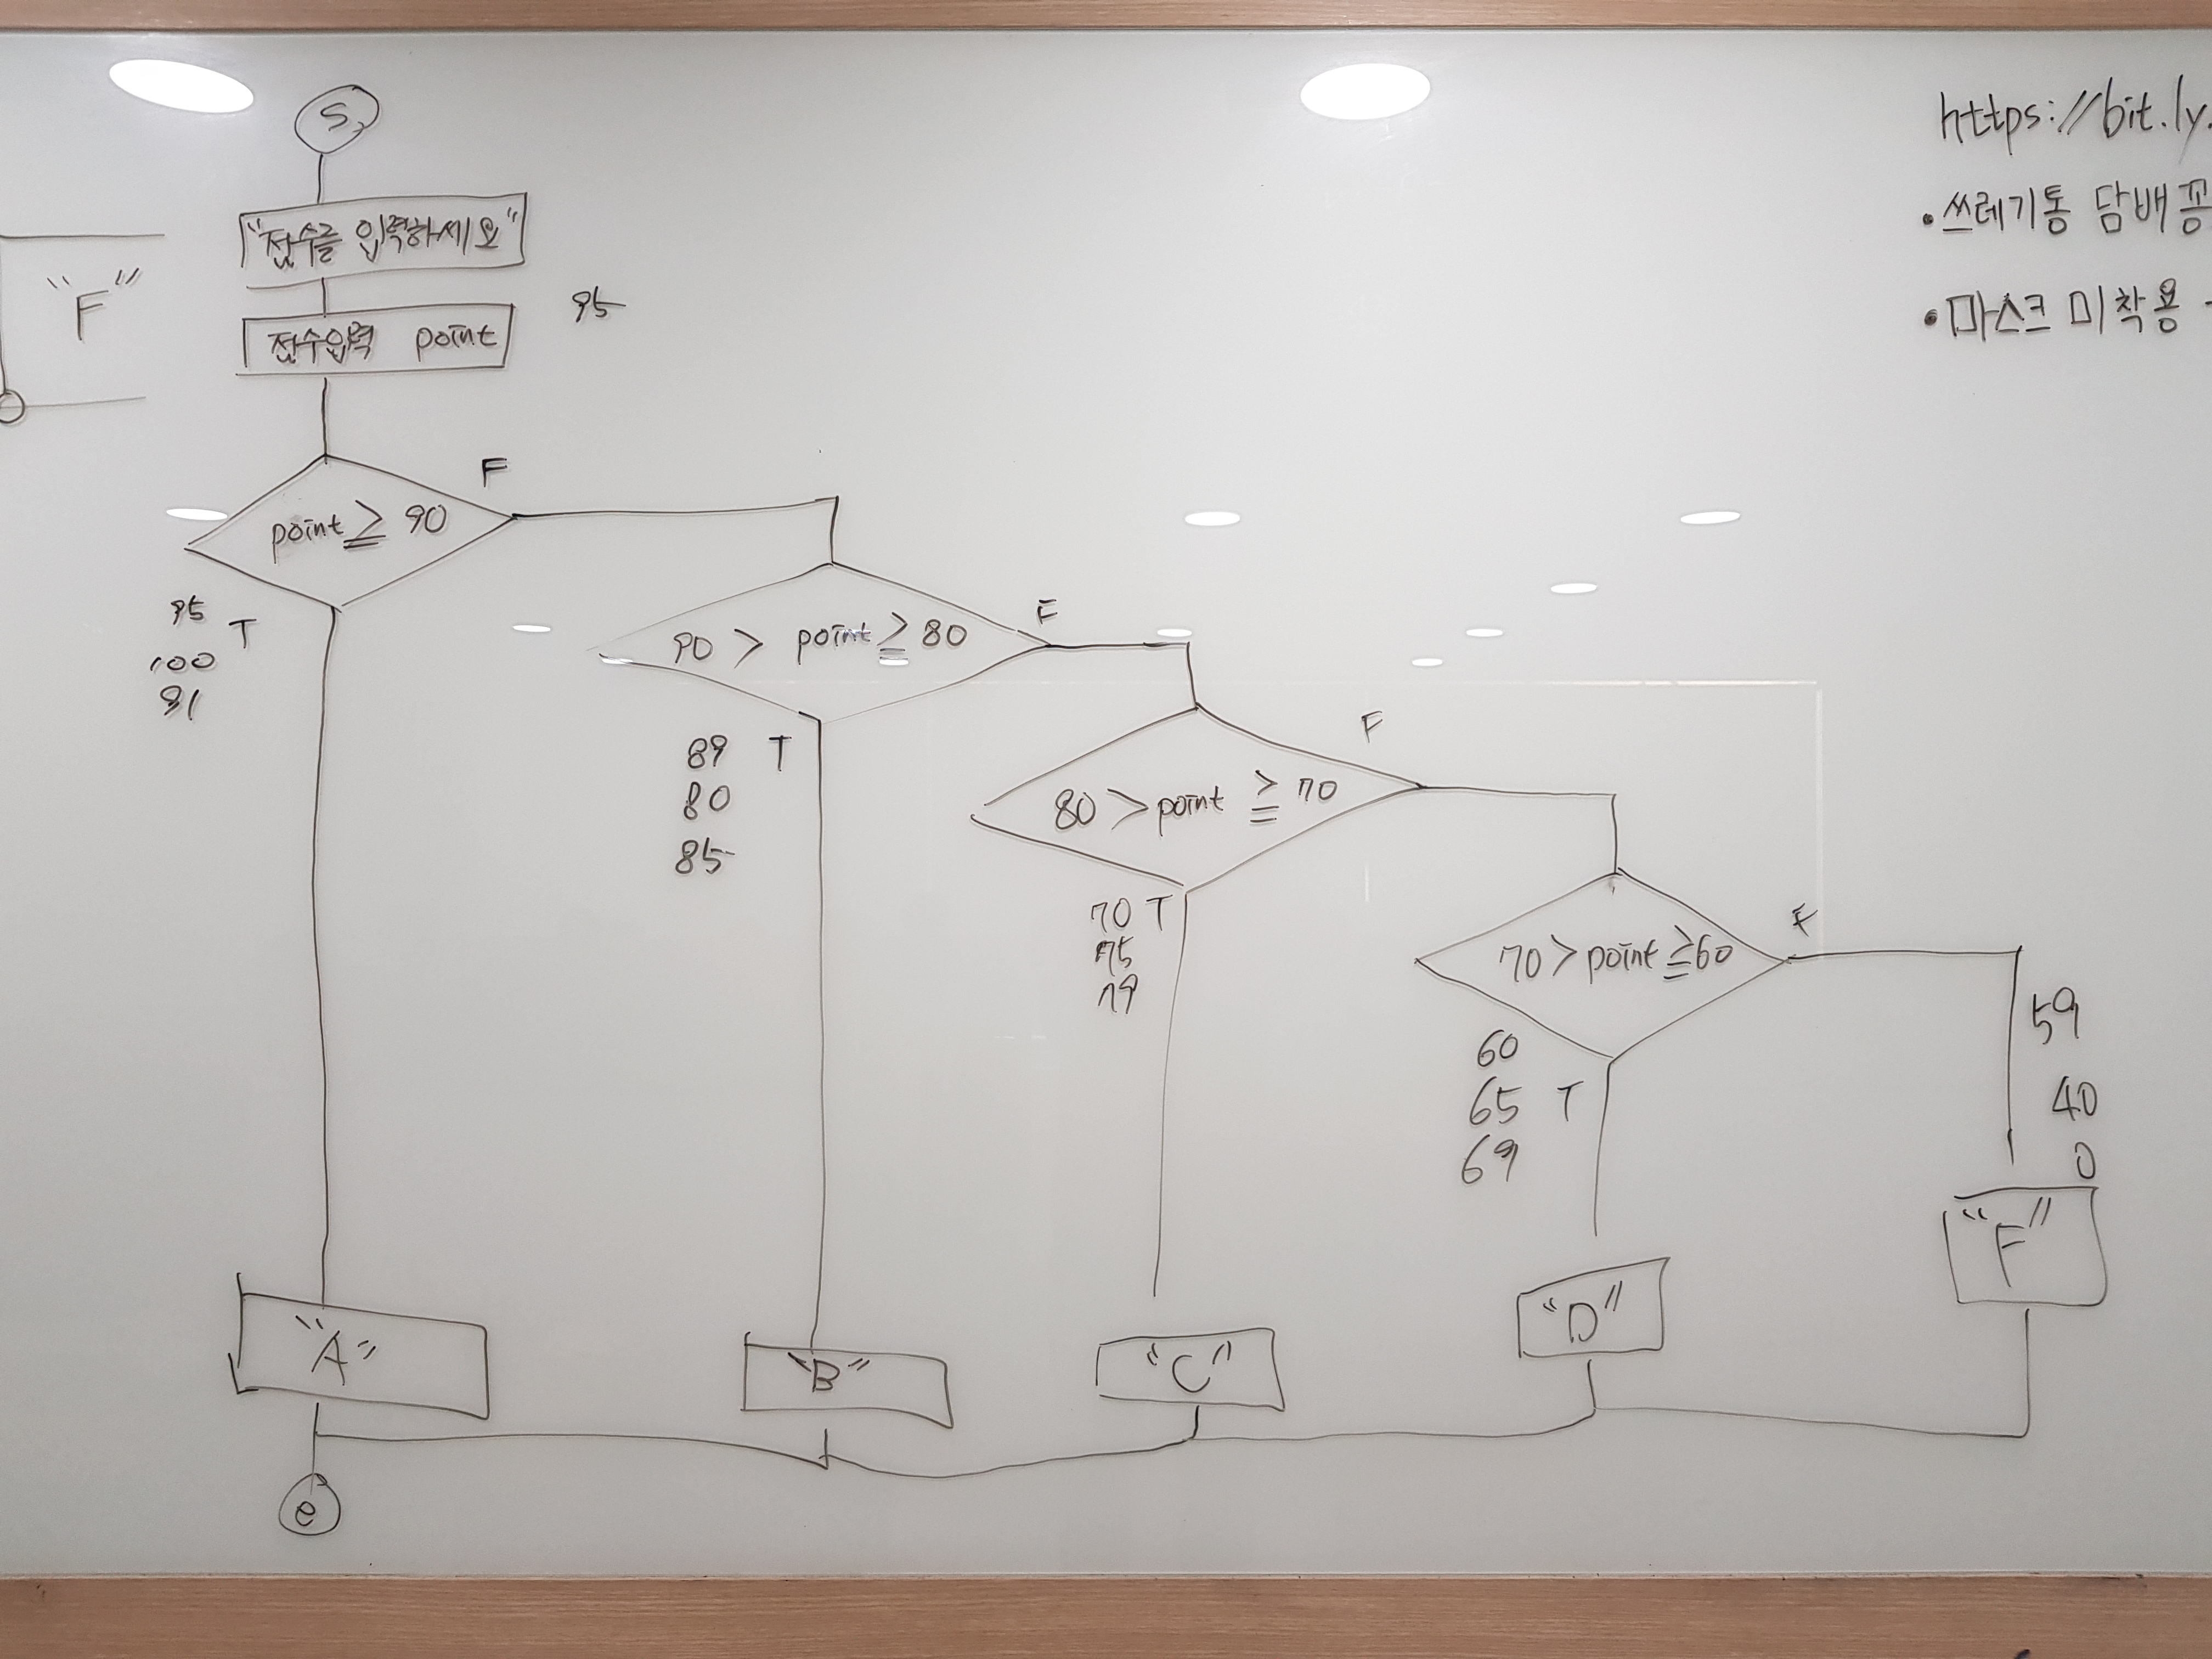 S
"점수를 입력하세요"
점수입력 point
95
"F"
https://bit.ly.
• 쓰레기통 담배꽁
• 마스크 미착용
point ≧ 90
F
95
T
100
91
90 > point ≧ 80
F
89 T
80
85
80 > point ≧ 70
F
70 T
75
79
70 > point ≧ 60
F
60
65 T
69
59
40
0
"A"
"B"
"C"
"D"
"F"
e